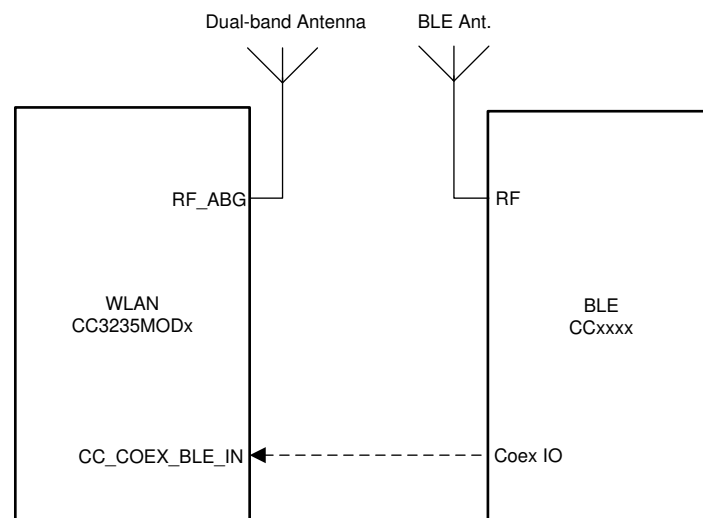 Dual-band Antenna
BLE Ant.
RF_ABG
RF
WLAN
CC3235MODx
BLE
CCxxxx
CC_COEX_BLE_IN
Coex IO